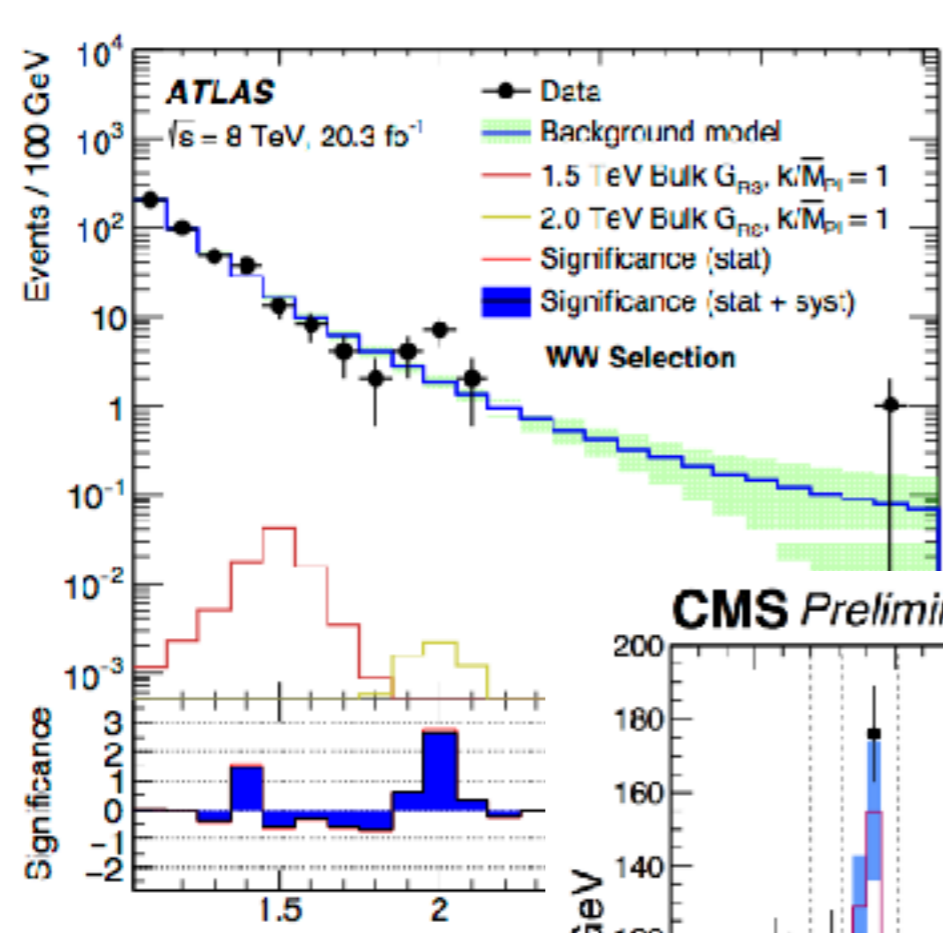 10⁴
10³
10²
10
1
10⁻¹
10⁻²
10⁻³
Events / 100 GeV
ATLAS
√s = 8 TeV, 20.3 fb⁻¹
Data
Background model
1.5 TeV Bulk G_RS, k/M̅_Pl = 1
2.0 TeV Bulk G_RS, k/M̅_Pl = 1
Significance (stat)
Significance (stat + syst)
WW Selection
Significance
3
2
1
0
−1
−2
1.5
2
CMS Prelimi
200
180
160
140
GeV